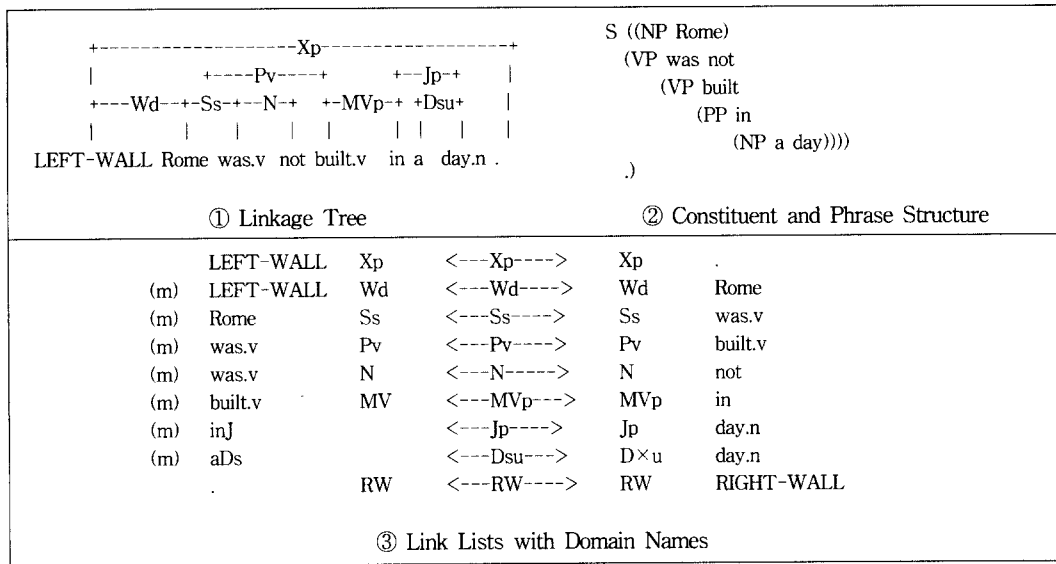 +--------------------Xp-------------------+
| +----Pv-----+ +--Jp-+ |
+---Wd--+-Ss-+--N-+ +-MVp-+ +Dsu+ |
| | | | | | | | |
LEFT-WALL Rome was.v not built.v in a day.n .
① Linkage Tree
S ((NP Rome)
(VP was not
(VP built
(PP in
(NP a day))))
.)
② Constituent and Phrase Structure
LEFT-WALL Xp <---Xp----> Xp .
(m) LEFT-WALL Wd <---Wd----> Wd Rome
(m) Rome Ss <---Ss----> Ss was.v
(m) was.v Pv <---Pv----> Pv built.v
(m) was.v N <---N-----> N not
(m) built.v MV <---MVp---> MVp in
(m) inJ <---Jp----> Jp day.n
(m) aDs <---Dsu---> D×u day.n
. RW <---RW----> RW RIGHT-WALL
③ Link Lists with Domain Names